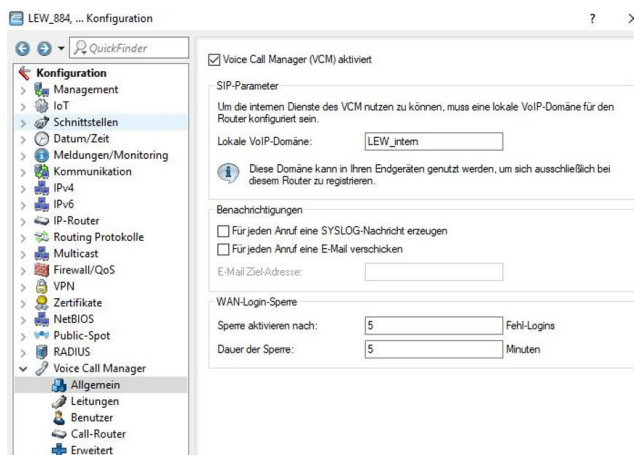 LEW_884, ... Konfiguration
?
QuickFinder
Konfiguration
Management
IoT
Schnittstellen
Datum/Zeit
Meldungen/Monitoring
Kommunikation
IPv4
IPv6
IP-Router
Routing Protokolle
Multicast
Firewall/QoS
VPN
Zertifikate
NetBIOS
Public-Spot
RADIUS
Voice Call Manager
Allgemein
Leitungen
Benutzer
Call-Router
Erweitert
Voice Call Manager (VCM) aktiviert
SIP-Parameter
Um die internen Dienste des VCM nutzen zu können, muss eine lokale VoIP-Domäne für den
Router konfiguriert sein.
Lokale VoIP-Domäne: LEW_intern
Diese Domäne kann in Ihren Endgeräten genutzt werden, um sich ausschließlich bei
diesem Router zu registrieren.
Benachrichtigungen
Für jeden Anruf eine SYSLOG-Nachricht erzeugen
Für jeden Anruf eine E-Mail verschicken
E-Mail Ziel-Adresse:
WAN-Login-Sperre
Sperre aktivieren nach: 5 Fehl-Logins
Dauer der Sperre: 5 Minuten